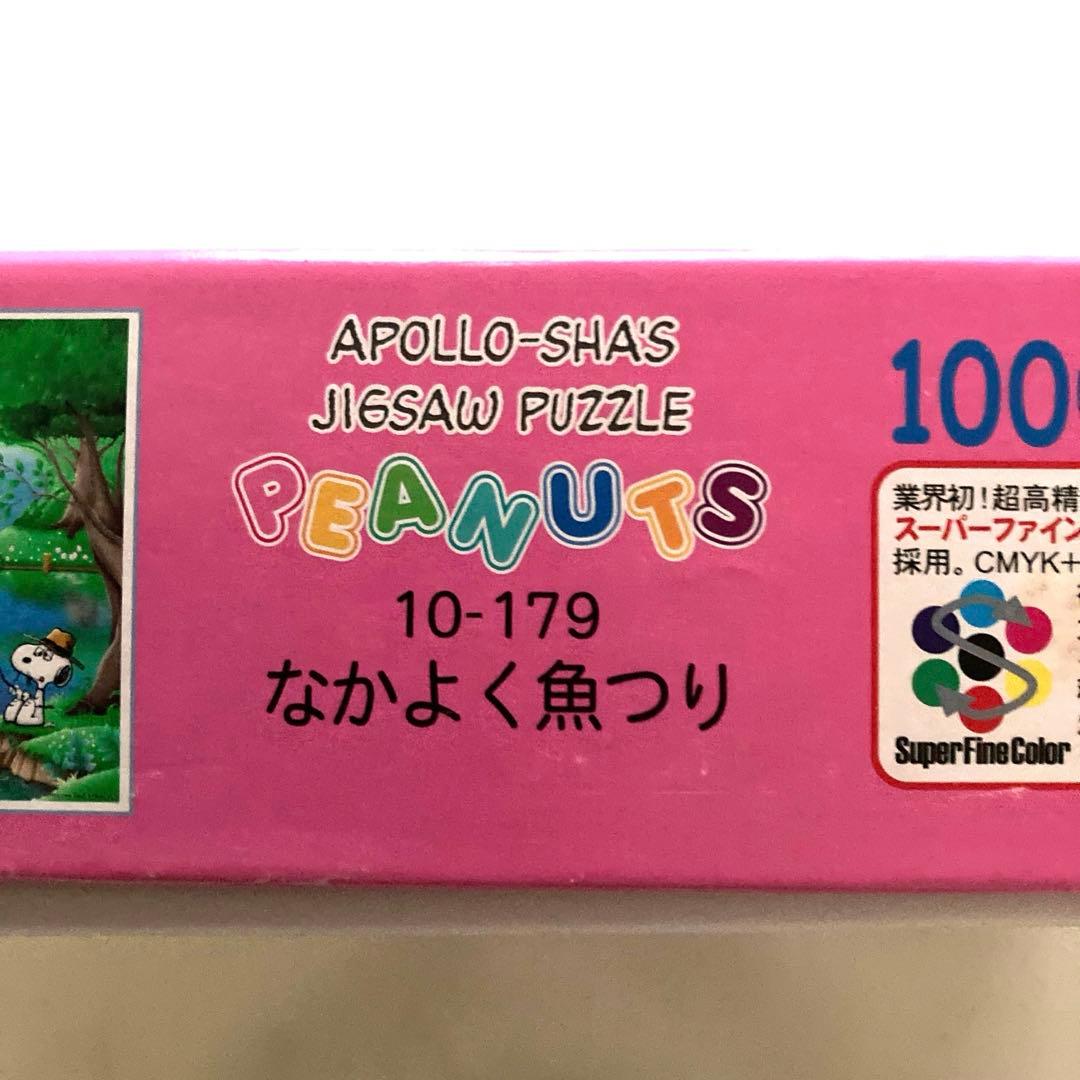 APOLLO-SHA'S
JIGSAW PUZZLE
PEANUTS
10-179
なかよく魚つり
100
業界初!超高精
スーパーファイン
採用。CMYK+
SuperFineColor